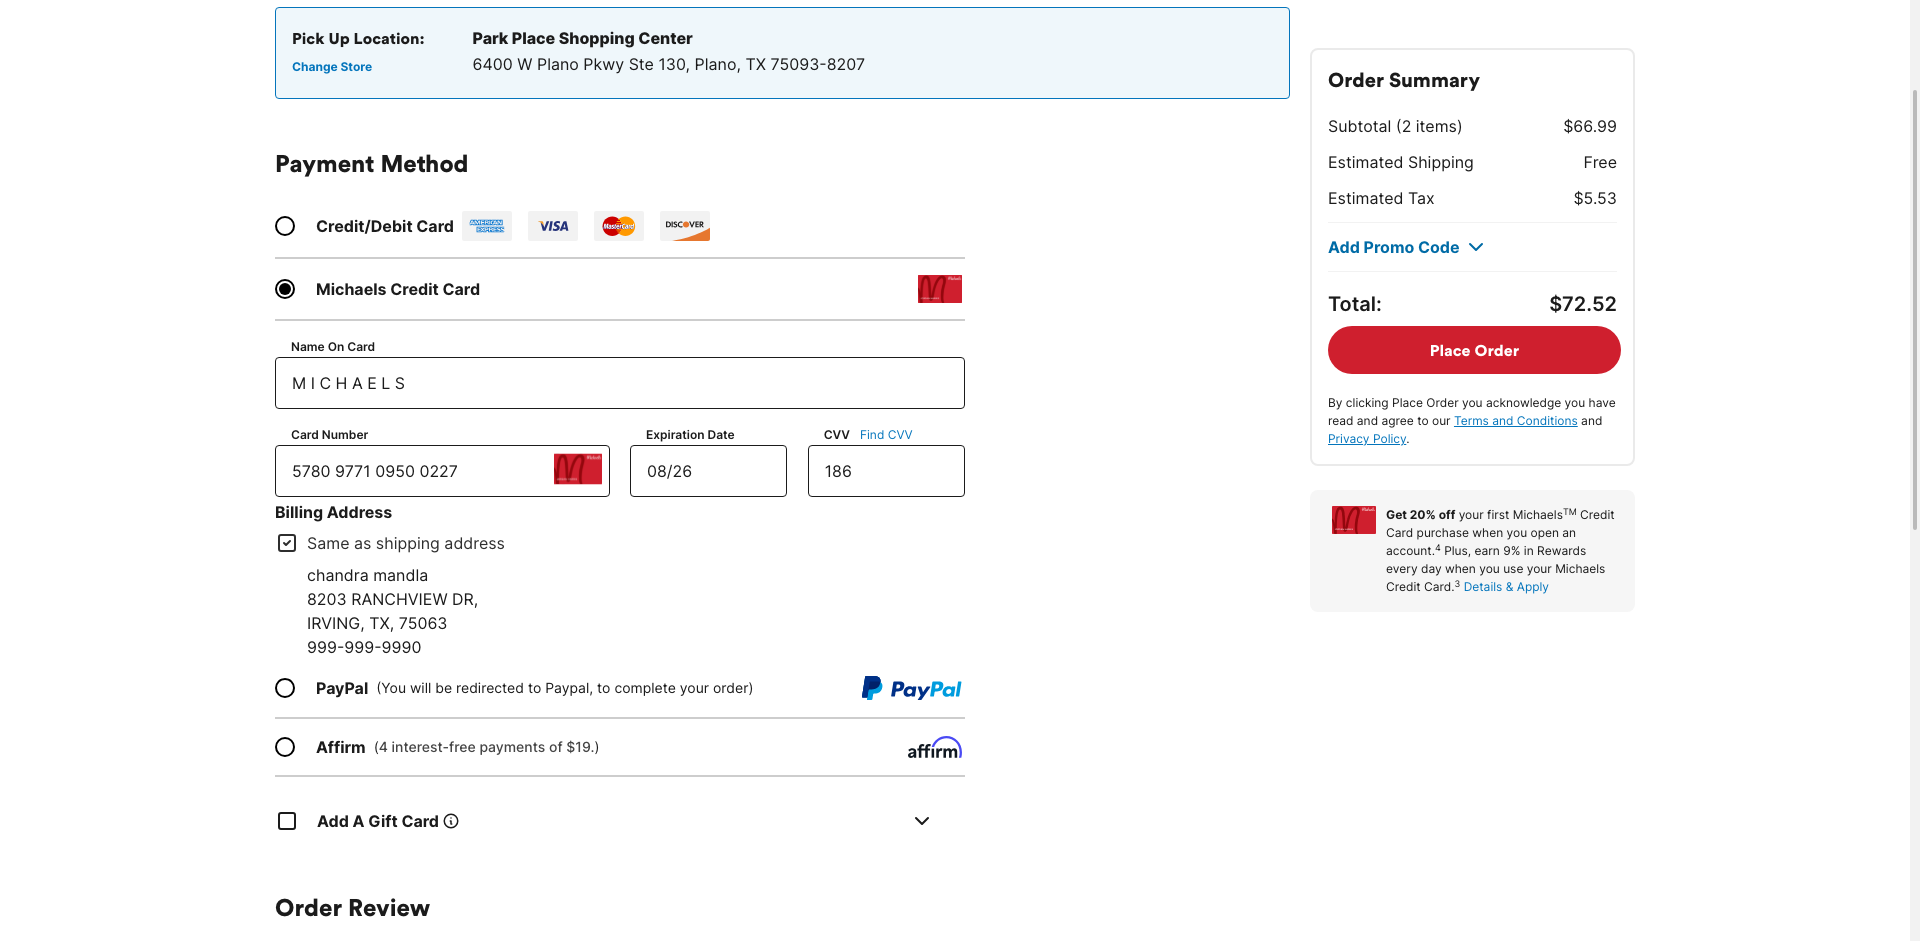 Pick Up Location:
Change Store
Park Place Shopping Center
6400 W Plano Pkwy Ste 130, Plano, TX 75093-8207
Payment Method
Credit/Debit Card
AMERICAN EXPRESS
VISA
MasterCard
DISCOVER
Michaels Credit Card
Name On Card
M I C H A E L S
Card Number
5780 9771 0950 0227
Expiration Date
08/26
CVV Find CVV
186
Billing Address
Same as shipping address
chandra mandla
8203 RANCHVIEW DR,
IRVING, TX, 75063
999-999-9990
PayPal (You will be redirected to Paypal, to complete your order)
PayPal
Affirm (4 interest-free payments of $19.)
affirm
Add A Gift Card
Order Review
Order Summary
Subtotal (2 items) $66.99
Estimated Shipping Free
Estimated Tax $5.53
Add Promo Code
Total: $72.52
Place Order
By clicking Place Order you acknowledge you have
read and agree to our Terms and Conditions and
Privacy Policy.
Get 20% off your first Michaels™ Credit
Card purchase when you open an
account.⁴ Plus, earn 9% in Rewards
every day when you use your Michaels
Credit Card.³ Details & Apply